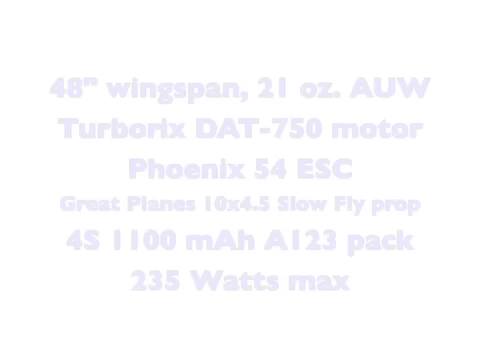 48" wingspan, 21 oz. AUW
Turborix DAT-750 motor
Phoenix 54 ESC
Great Planes 10x4.5 Slow Fly prop
4S 1100 mAh A123 pack
235 Watts max